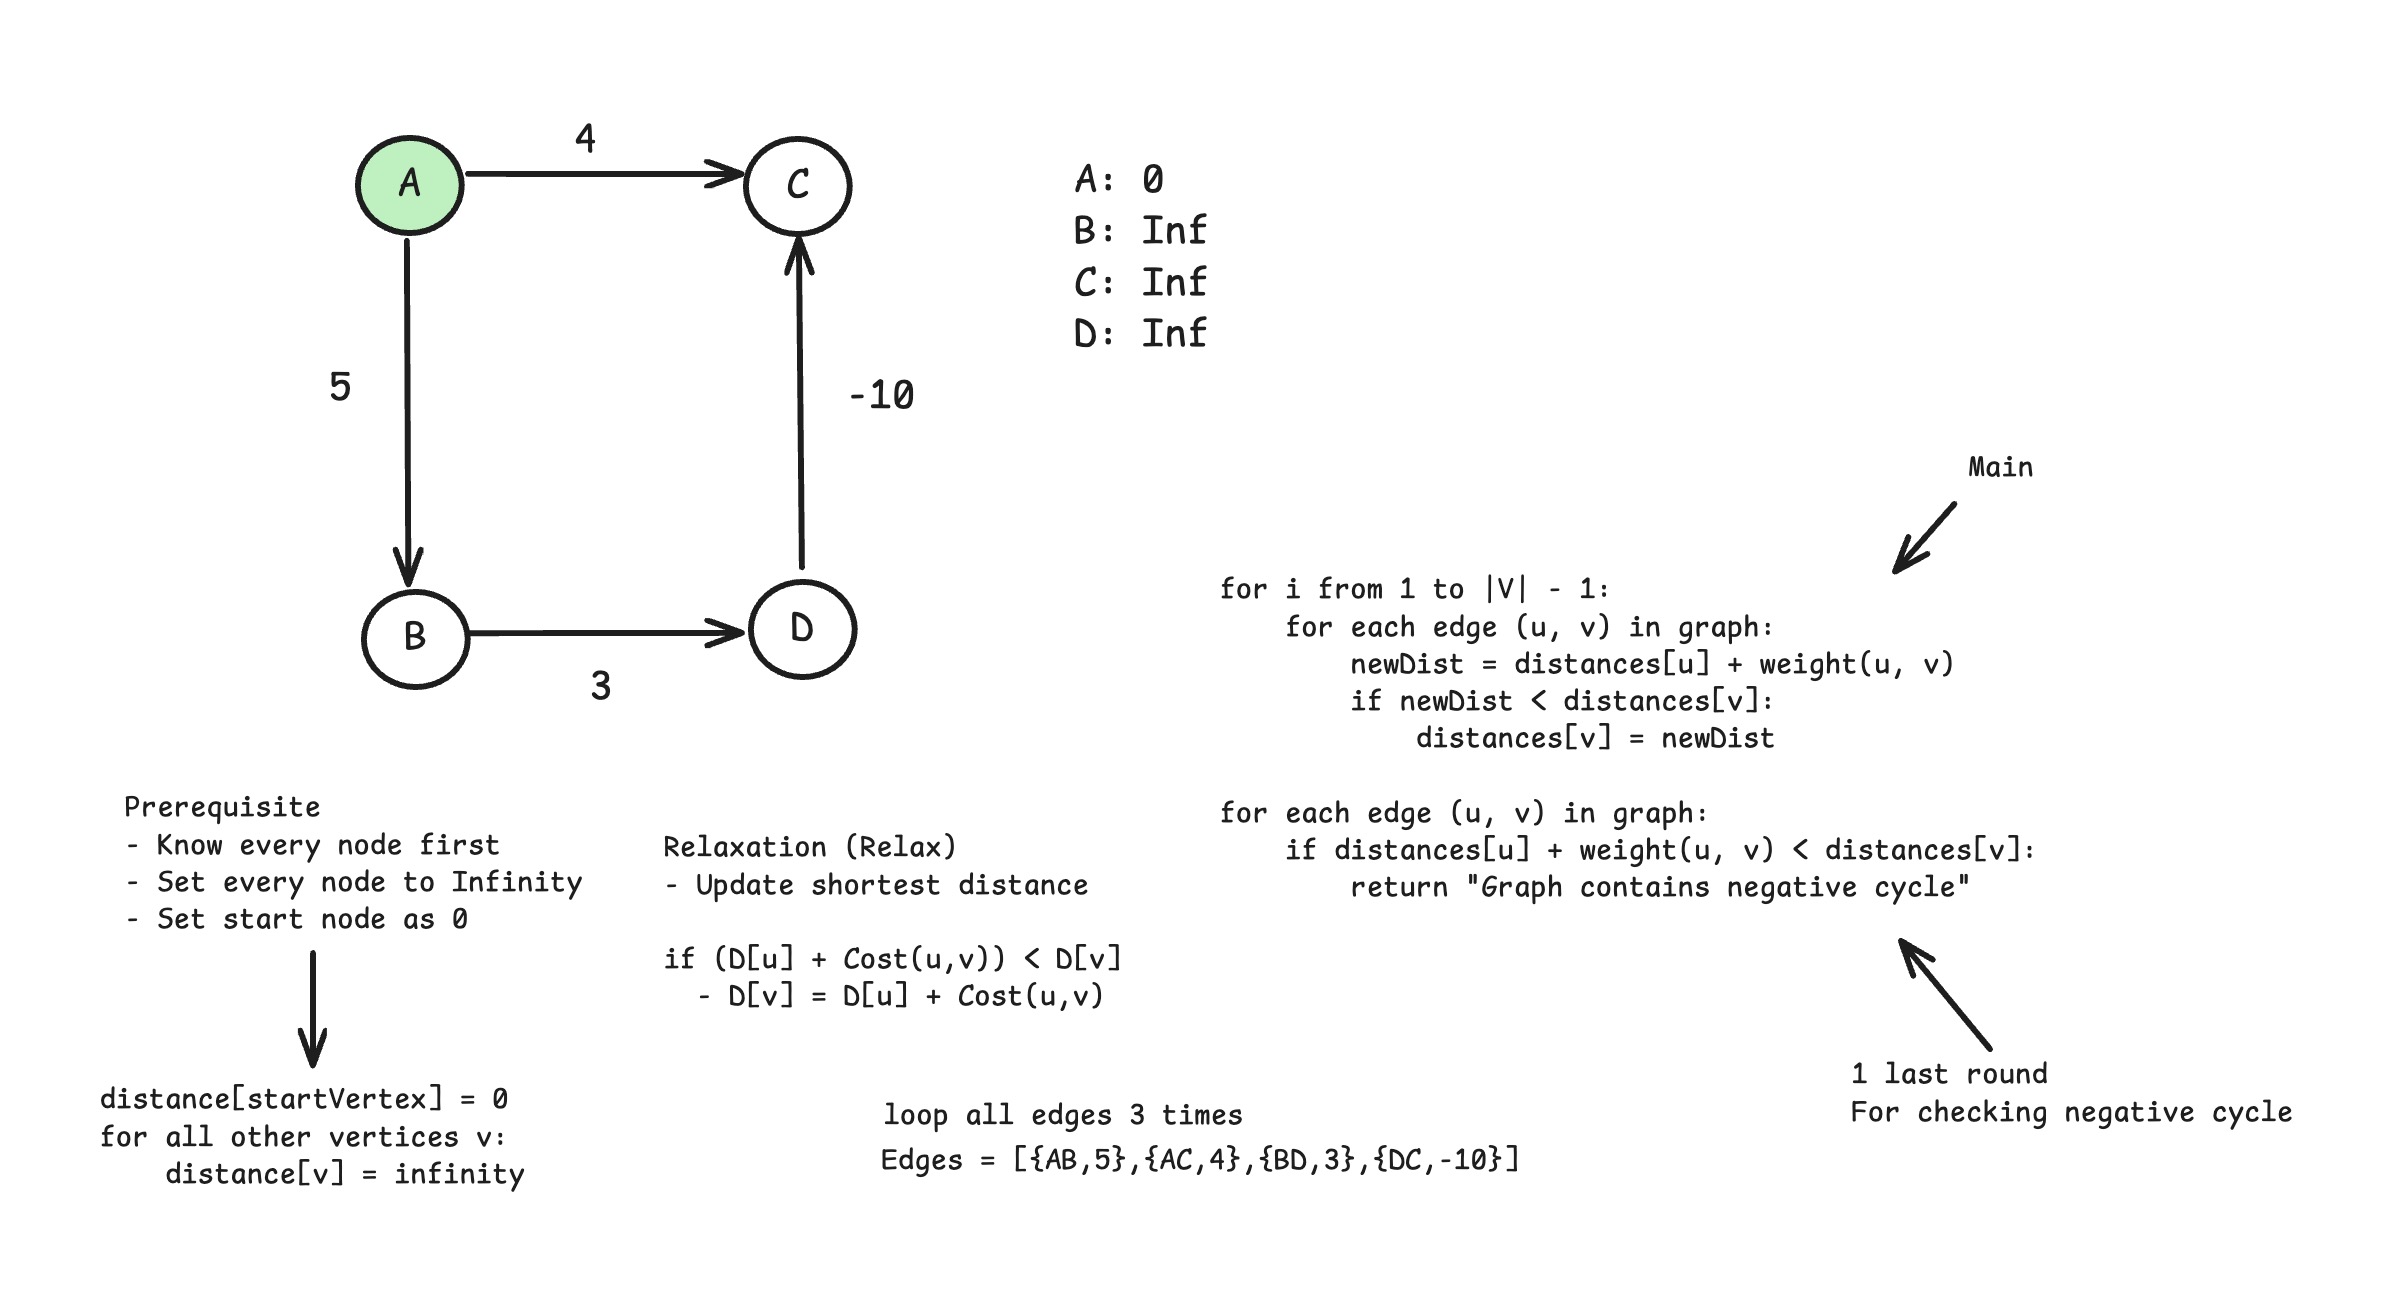 4
A
C
A: 0
B: Inf
C: Inf
D: Inf
5
-10
B
D
3
Main
for i from 1 to |V| - 1:
    for each edge (u, v) in graph:
        newDist = distances[u] + weight(u, v)
        if newDist < distances[v]:
            distances[v] = newDist
for each edge (u, v) in graph:
    if distances[u] + weight(u, v) < distances[v]:
        return "Graph contains negative cycle"
Prerequisite
- Know every node first
- Set every node to Infinity
- Set start node as 0
Relaxation (Relax)
- Update shortest distance
if (D[u] + Cost(u,v)) < D[v]
  - D[v] = D[u] + Cost(u,v)
distance[startVertex] = 0
for all other vertices v:
    distance[v] = infinity
loop all edges 3 times
Edges = [{AB,5},{AC,4},{BD,3},{DC,-10}]
1 last round
For checking negative cycle